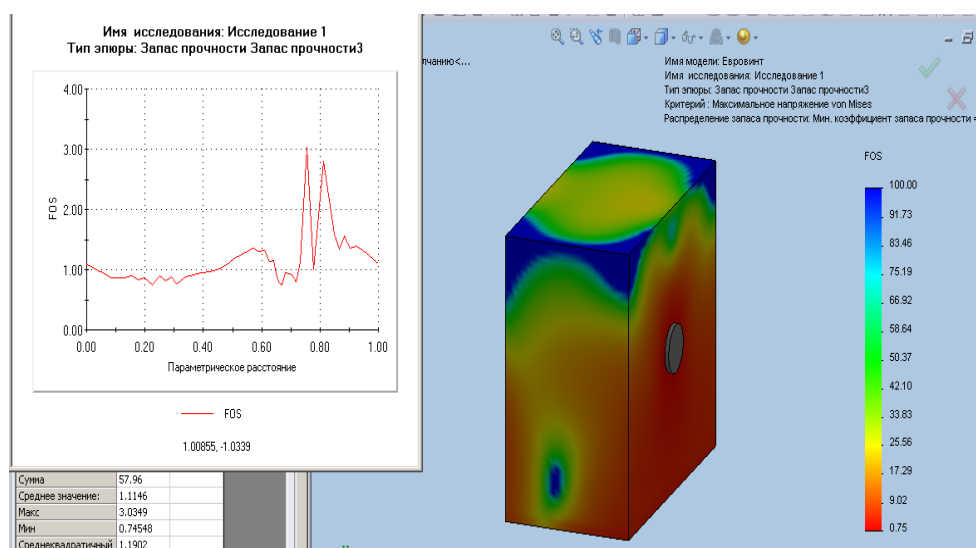 Имя исследования: Исследование 1
Тип эпюры: Запас прочности Запас прочности3
4.00
3.00
2.00
1.00
0.00
FOS
0.00 0.20 0.40 0.60 0.80 1.00
Параметрическое расстояние
FOS
1.00855, -1.0339
Сумма 57.96
Среднее значение: 1.1146
Макс 3.0349
Мин 0.74548
Среднеквадратичный 1.1902
лчанию<...
Имя модели: Евровинт
Имя исследования: Исследование 1
Тип эпюры: Запас прочности Запас прочности3
Критерий : Максимальное напряжение von Mises
Распределение запаса прочности: Мин. коэффициент запаса прочности =
FOS
100.00
91.73
83.46
75.19
66.92
58.64
50.37
42.10
33.83
25.56
17.29
9.02
0.75